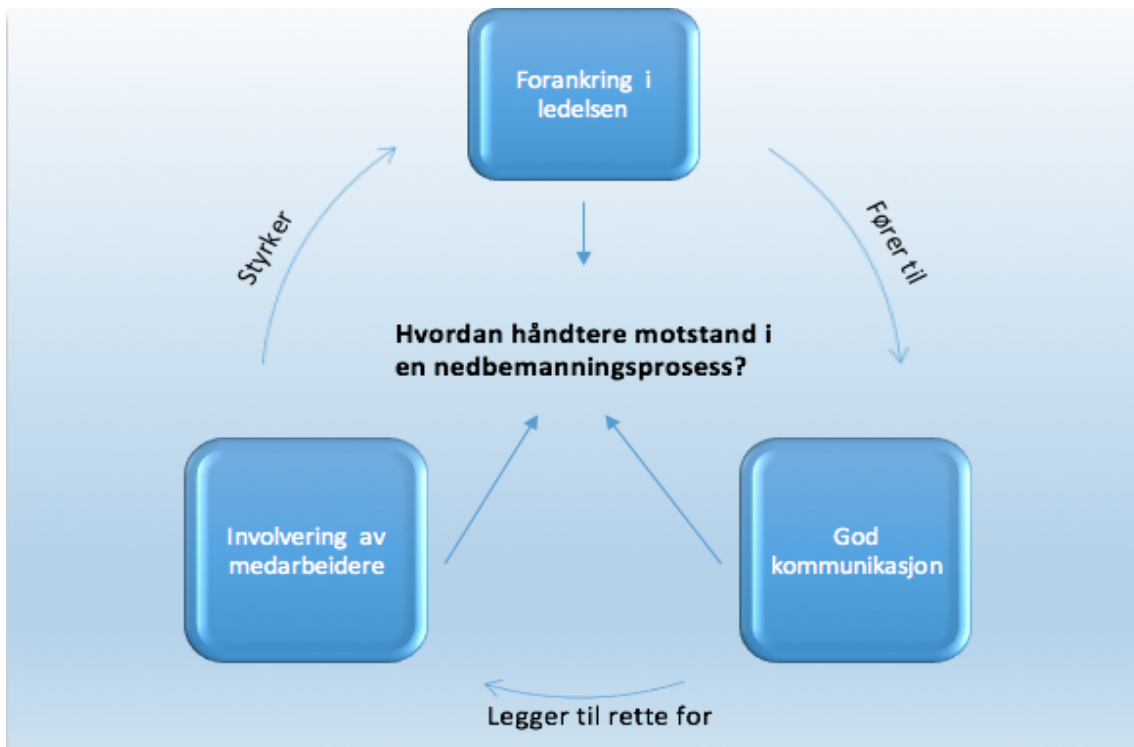 Forankring i
ledelsen
Styrker
Fører til
Hvordan håndtere motstand i
en nedbemanningsprosess?
Involvering av
medarbeidere
God
kommunikasjon
Legger til rette for